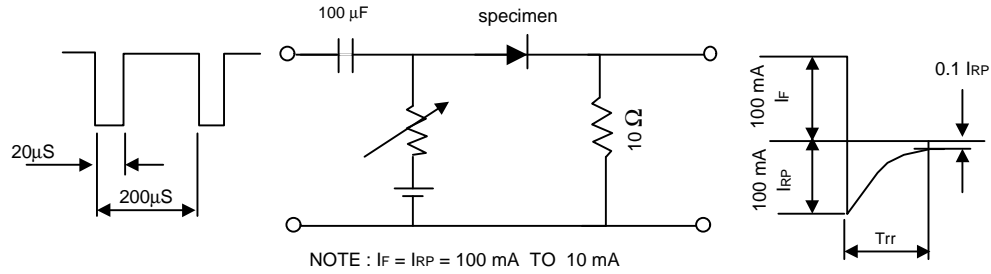 100 µF
specimen
20µS
200µS
10 Ω
100 mA
IF
100 mA
IRP
0.1 IRP
Trr
NOTE : IF = IRP = 100 mA TO 10 mA